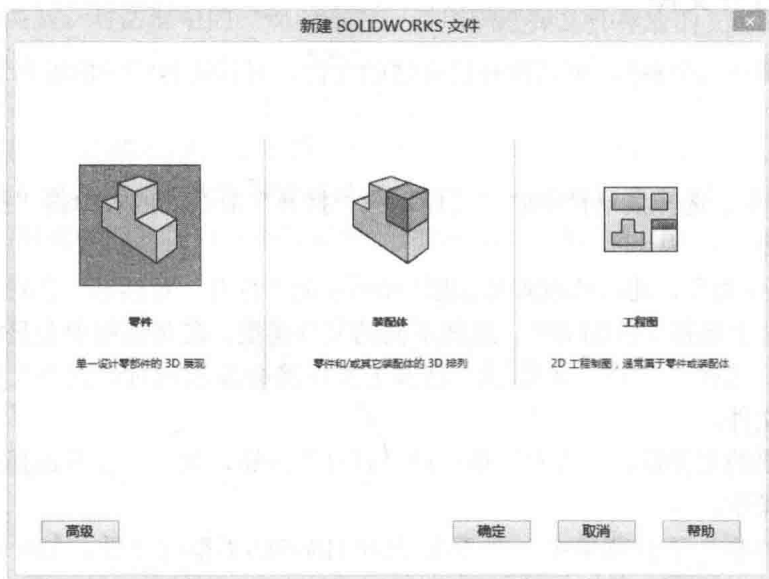 新建 SOLIDWORKS 文件
零件
单一设计零部件的 3D 展现
装配体
零件和/或其它装配体的 3D 排列
工程图
2D 工程制图，通常属于零件或装配体
高级
确定
取消
帮助